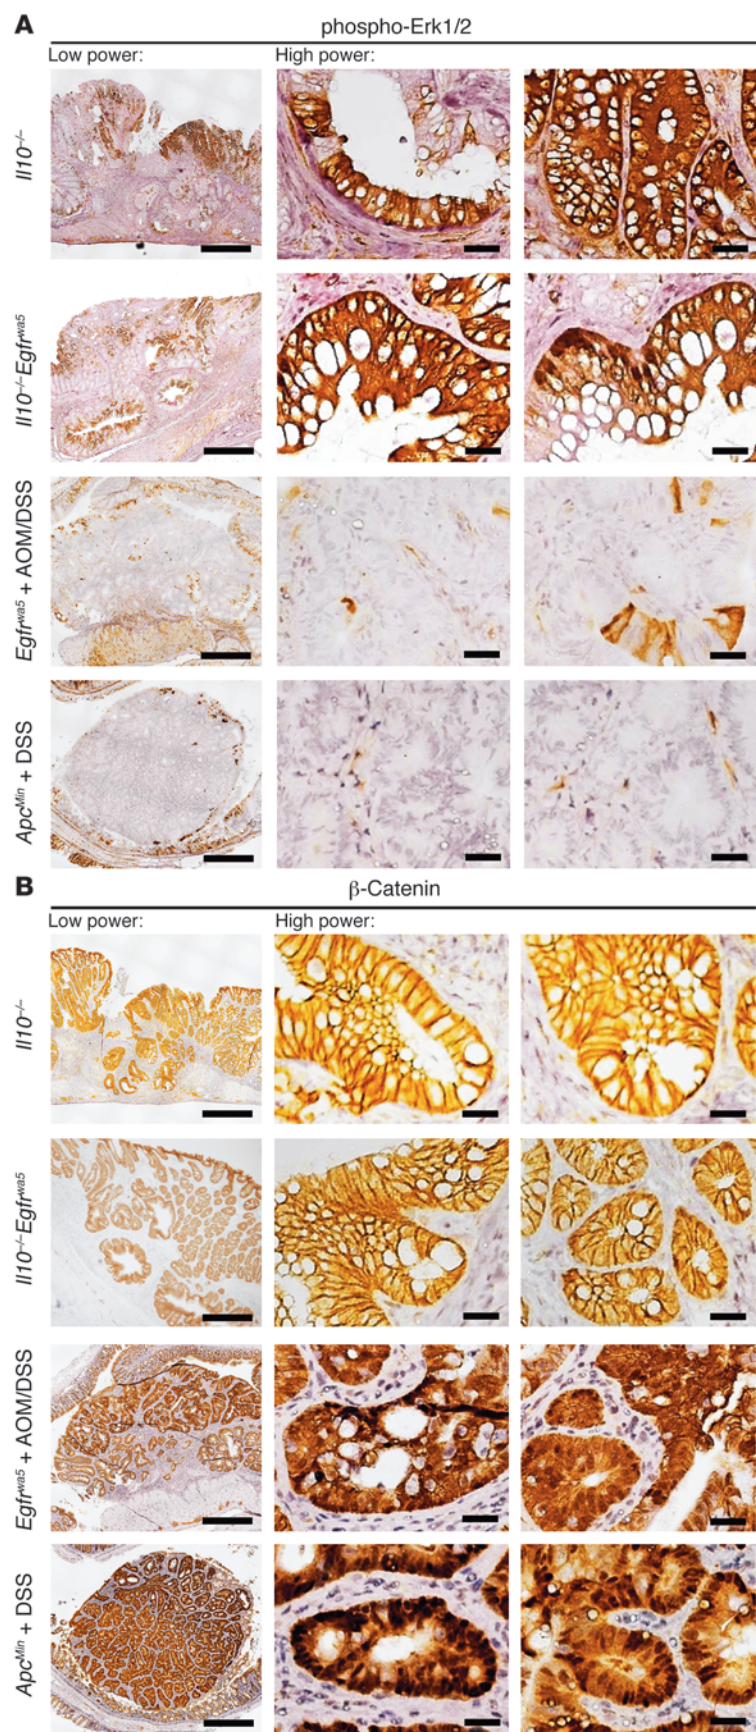 A
phospho-Erk1/2
Low power: High power:
Il10–/–
Il10–/–Egfrwa5
Egfrwa5 + AOM/DSS
ApcMin + DSS
B
β-Catenin
Low power: High power:
Il10–/–
Il10–/–Egfrwa5
Egfrwa5 + AOM/DSS
ApcMin + DSS